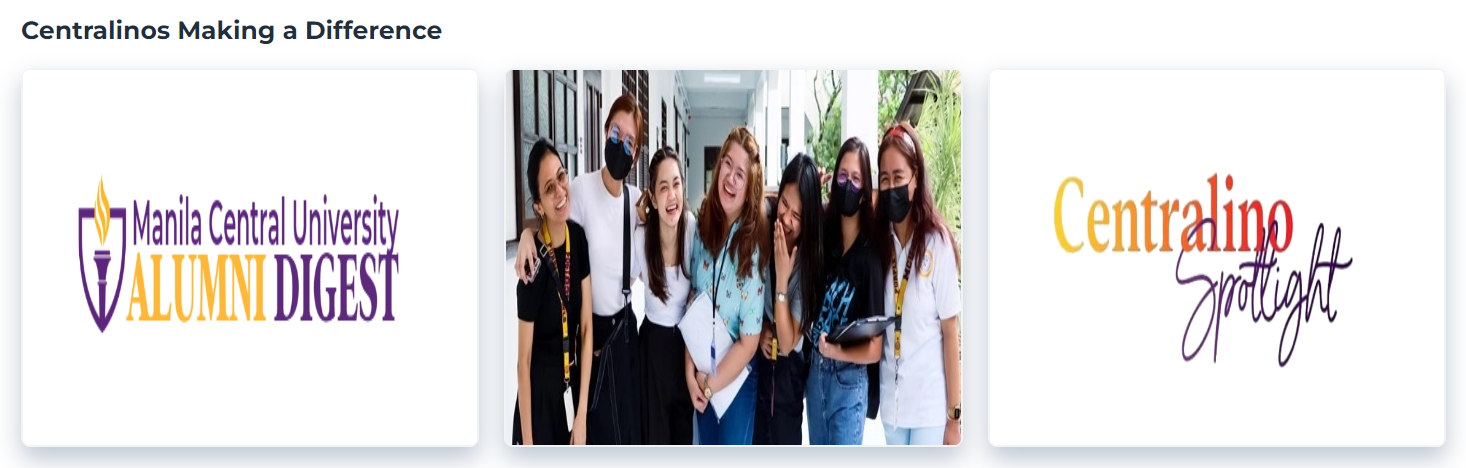 Centralinos Making a Difference
Manila Central University
ALUMNI DIGEST
Centralino
Spotlight